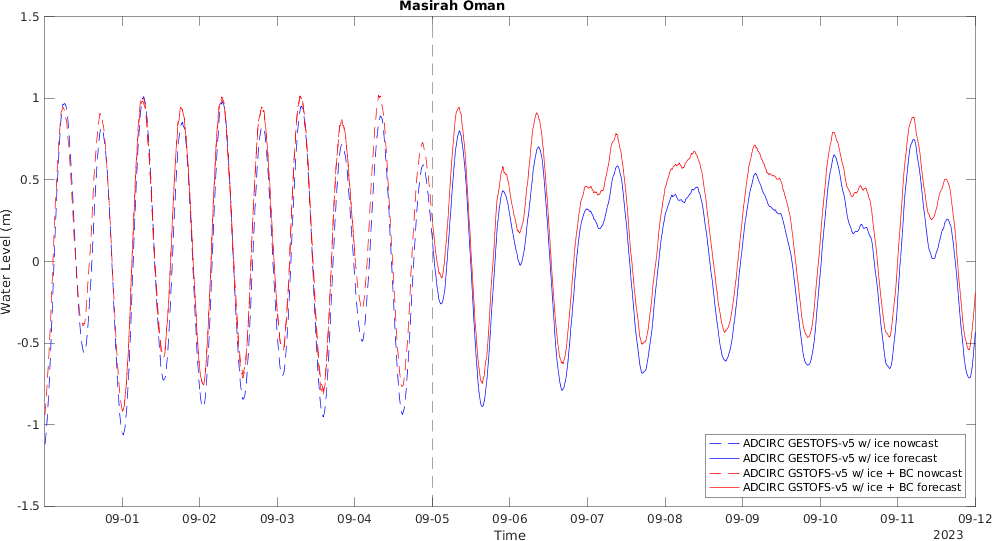 Masirah Oman
1.5
1
0.5
0
-0.5
-1
-1.5
Water Level (m)
09-01 09-02 09-03 09-04 09-05 09-06 09-07 09-08 09-09 09-10 09-11 09-12
Time
2023
ADCIRC GESTOFS-v5 w/ ice nowcast
ADCIRC GESTOFS-v5 w/ ice forecast
ADCIRC GSTOFS-v5 w/ ice + BC nowcast
ADCIRC GSTOFS-v5 w/ ice + BC forecast